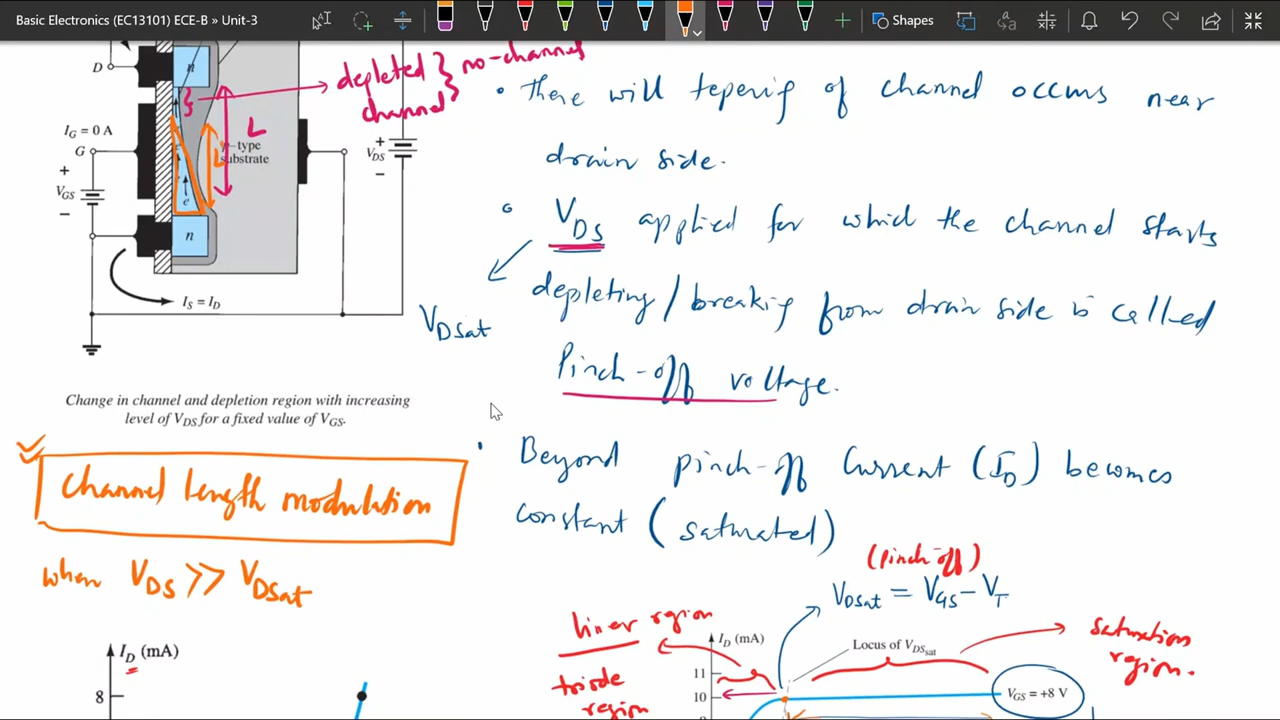 Basic Electronics (EC13101) ECE-B » Unit-3
Shapes
D
n
depleted } no-channel
channel
IG = 0 A
G
L
L'
p-type
substrate
+
VGS
−
+
VDS
−
e
n
IS = ID
VDSat
Change in channel and depletion region with increasing
level of VDS for a fixed value of VGS.
Channel length modulation
when VDS >> VDSat
ID (mA)
8
• There will tepering of channel occurs near
drain side.
• VDS applied for which the channel starts
depleting/breaking from drain side is called
Pinch-off voltage.
• Beyond pinch-off Current (ID) becomes
constant (saturated)
(pinch off)
VDSat = VGS − VT
linear region
triode
region
ID (mA)
Locus of VDSsat
saturation
region.
11
10
9
VGS = +8 V